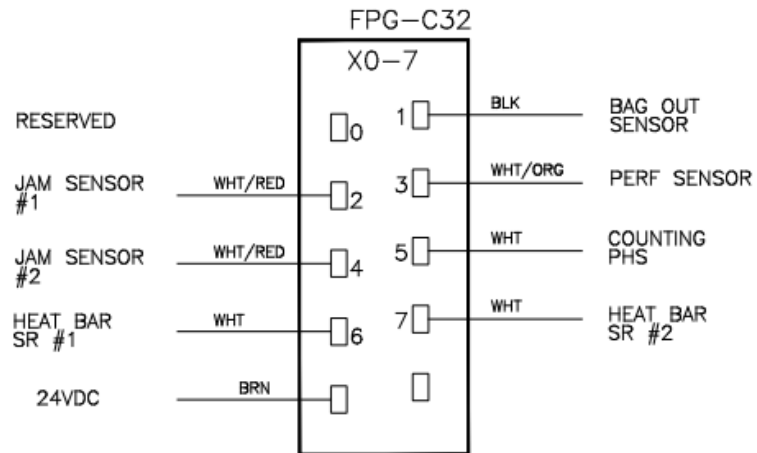 FPG-C32
X0-7
RESERVED
0
1
BLK
BAG OUT
SENSOR
JAM SENSOR
#1
WHT/RED
2
3
WHT/ORG
PERF SENSOR
JAM SENSOR
#2
WHT/RED
4
5
WHT
COUNTING
PHS
HEAT BAR
SR #1
WHT
6
7
WHT
HEAT BAR
SR #2
24VDC
BRN